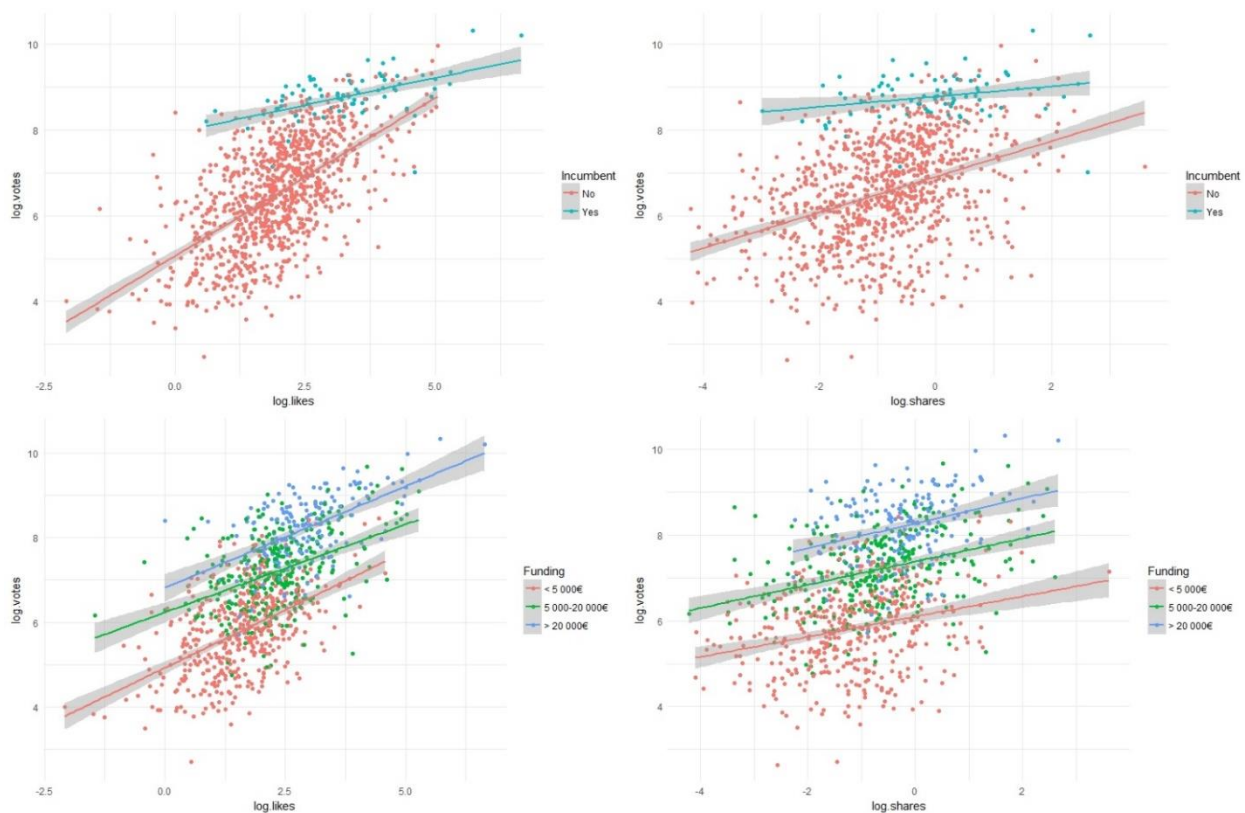 10
8
6
4
log.votes
-2.5
0.0
2.5
5.0
log.likes
Incumbent
No
Yes
10
8
6
4
log.votes
-4
-2
0
2
log.shares
Incumbent
No
Yes
10
8
6
4
log.votes
-2.5
0.0
2.5
5.0
log.likes
Funding
< 5 000€
5 000-20 000€
> 20 000€
10
8
6
4
log.votes
-4
-2
0
2
log.shares
Funding
< 5 000€
5 000-20 000€
> 20 000€